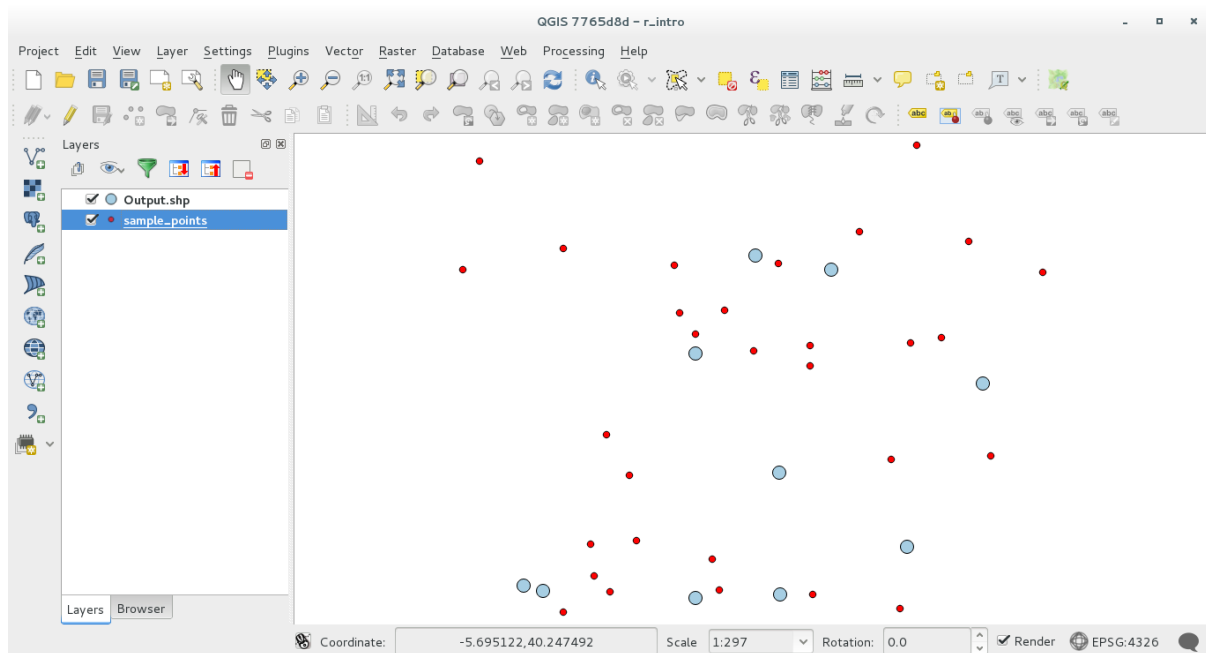 QGIS 7765d8d - r_intro
Project Edit View Layer Settings Plugins Vector Raster Database Web Processing Help
Layers
Output.shp
sample_points
Layers Browser
Coordinate: -5.695122,40.247492 Scale 1:297 Rotation: 0.0 Render EPSG:4326